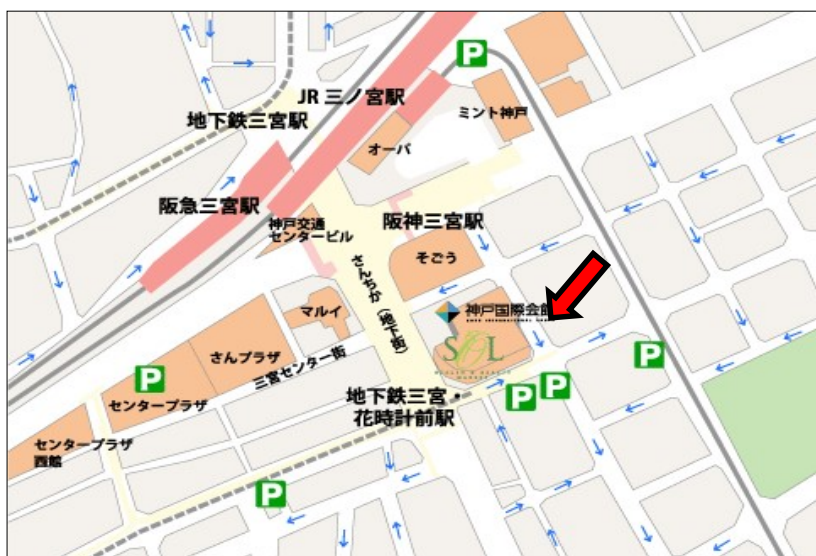 P
JR 三ノ宮駅
地下鉄三宮駅
ミント神戸
オーパ
阪急三宮駅
神戸交通
センタービル
阪神三宮駅
そごう
さんちか（地下街）
神戸国際会館
マルイ
SOL
さんプラザ
三宮センター街
P
P
P
P
センタープラザ
地下鉄三宮・
花時計前駅
センタープラザ
西館
P